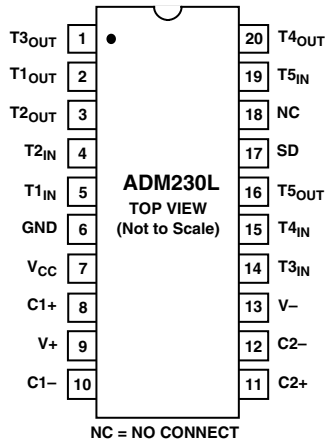 T3OUT 1 20 T4OUT
T1OUT 2 19 T5IN
T2OUT 3 18 NC
T2IN 4 17 SD
T1IN 5 16 T5OUT
GND 6 15 T4IN
VCC 7 14 T3IN
C1+ 8 13 V–
V+ 9 12 C2–
C1– 10 11 C2+
ADM230L
TOP VIEW
(Not to Scale)
NC = NO CONNECT